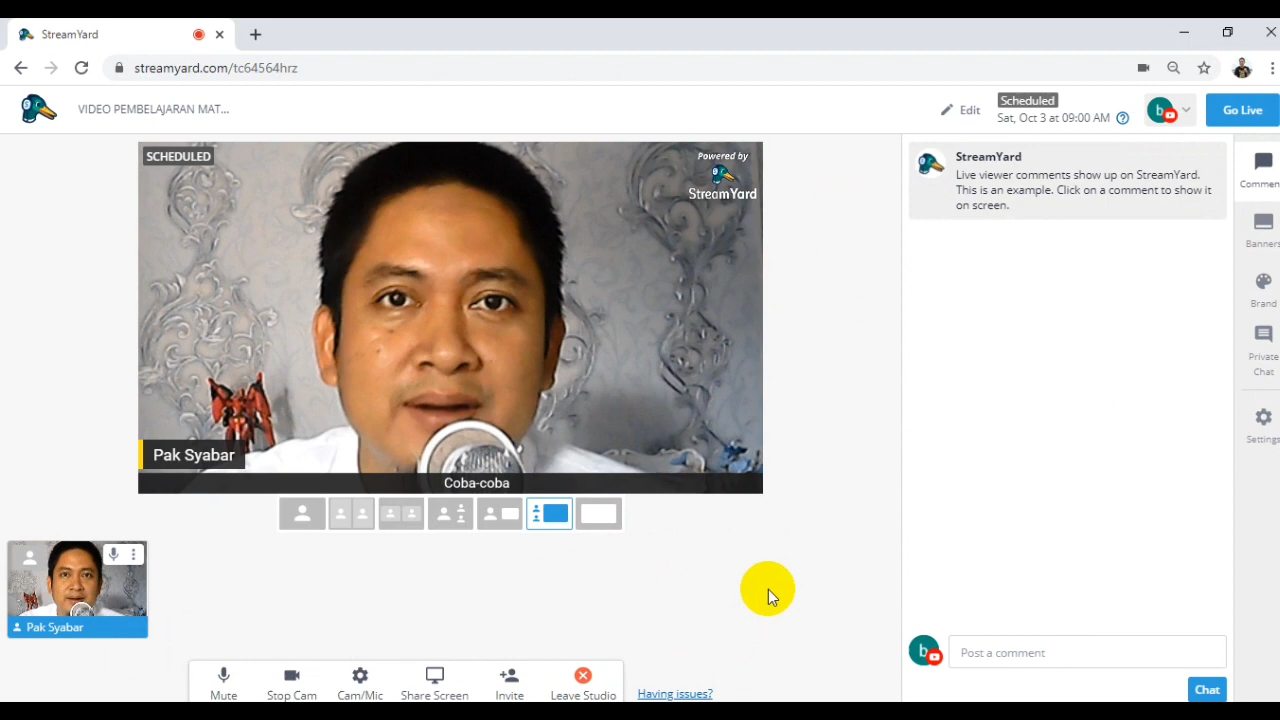 StreamYard
streamyard.com/tc64564hrz
VIDEO PEMBELAJARAN MAT...
Edit
Scheduled
Sat, Oct 3 at 09:00 AM
Go Live
SCHEDULED
Powered by
StreamYard
Pak Syabar
Coba-coba
StreamYard
Live viewer comments show up on StreamYard.
This is an example. Click on a comment to show it
on screen.
Commen
Banners
Brand
Private
Chat
Settings
Pak Syabar
Mute
Stop Cam
Cam/Mic
Share Screen
Invite
Leave Studio
Having issues?
b
Post a comment
Chat